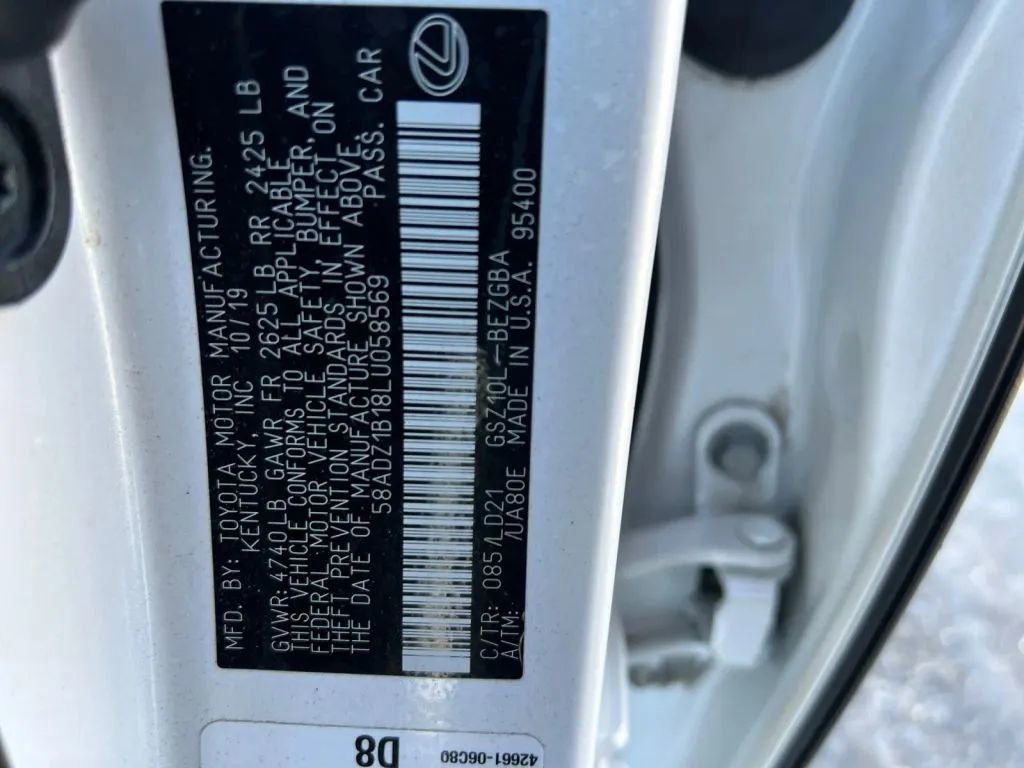 MFD. BY: TOYOTA MOTOR MANUFACTURING.
KENTUCKY, INC 10/19
GVWR: 4740LB GAWR FR 2625LB RR 2425 LB
THIS VEHICLE CONFORMS TO ALL APPLICABLE
FEDERAL MOTOR VEHICLE SAFETY, BUMPER, AND
THEFT PREVENTION STANDARDS IN EFFECT ON
THE DATE OF MANUFACTURE SHOWN ABOVE.
58ADZ1B18LU058569 PASS. CAR
C/TR: 085/LD21 GSZ10L-BEZGBA
A/TM: /UA80E MADE IN U.S.A. 95400
D8
42661-06C80